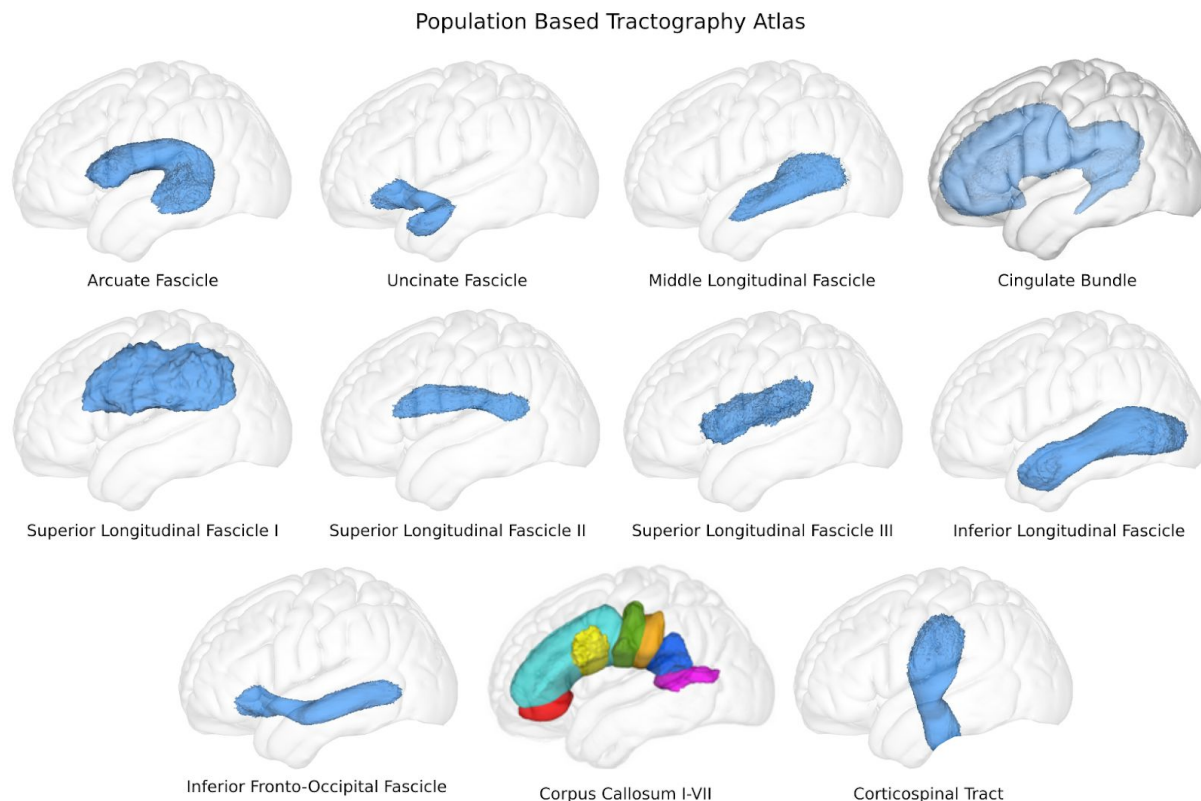 Population Based Tractography Atlas
Arcuate Fascicle
Uncinate Fascicle
Middle Longitudinal Fascicle
Cingulate Bundle
Superior Longitudinal Fascicle I
Superior Longitudinal Fascicle II
Superior Longitudinal Fascicle III
Inferior Longitudinal Fascicle
Inferior Fronto-Occipital Fascicle
Corpus Callosum I-VII
Corticospinal Tract